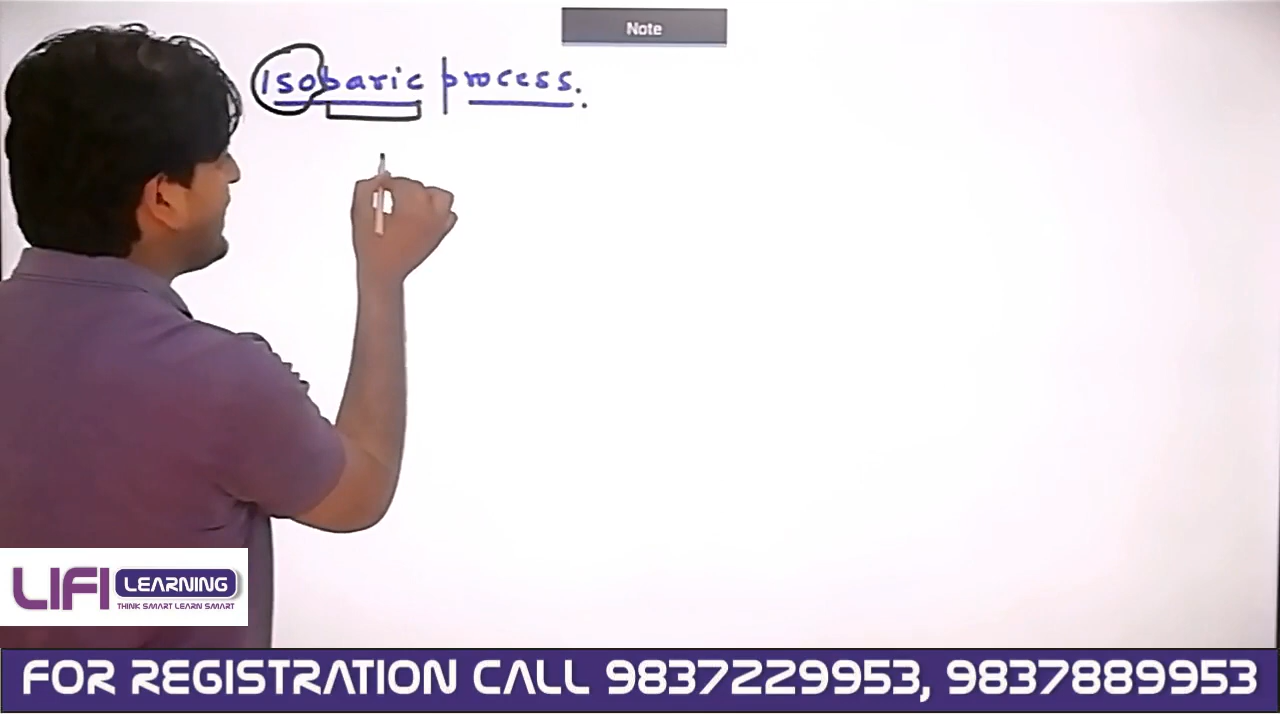 Note
Isobaric process.
LIFI LEARNING
THINK SMART LEARN SMART
FOR REGISTRATION CALL 9837229953, 9837889953